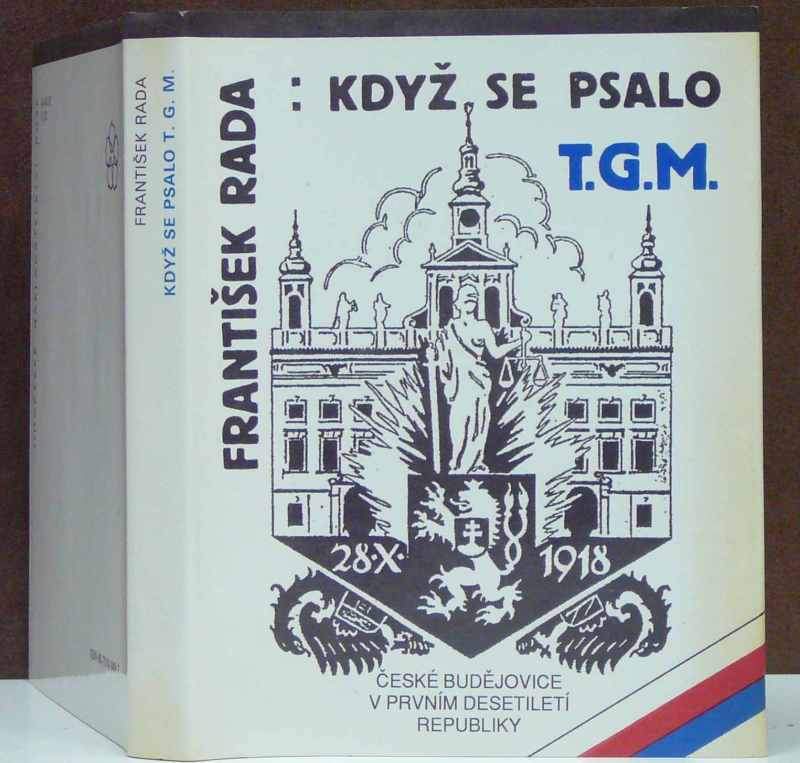 FRANTIŠEK RADA
KDYŽ SE PSALO T. G. M.
FRANTIŠEK RADA
: KDYŽ SE PSALO
T.G.M.
28·X· 1918
ČESKÉ BUDĚJOVICE
V PRVNÍM DESETILETÍ
REPUBLIKY